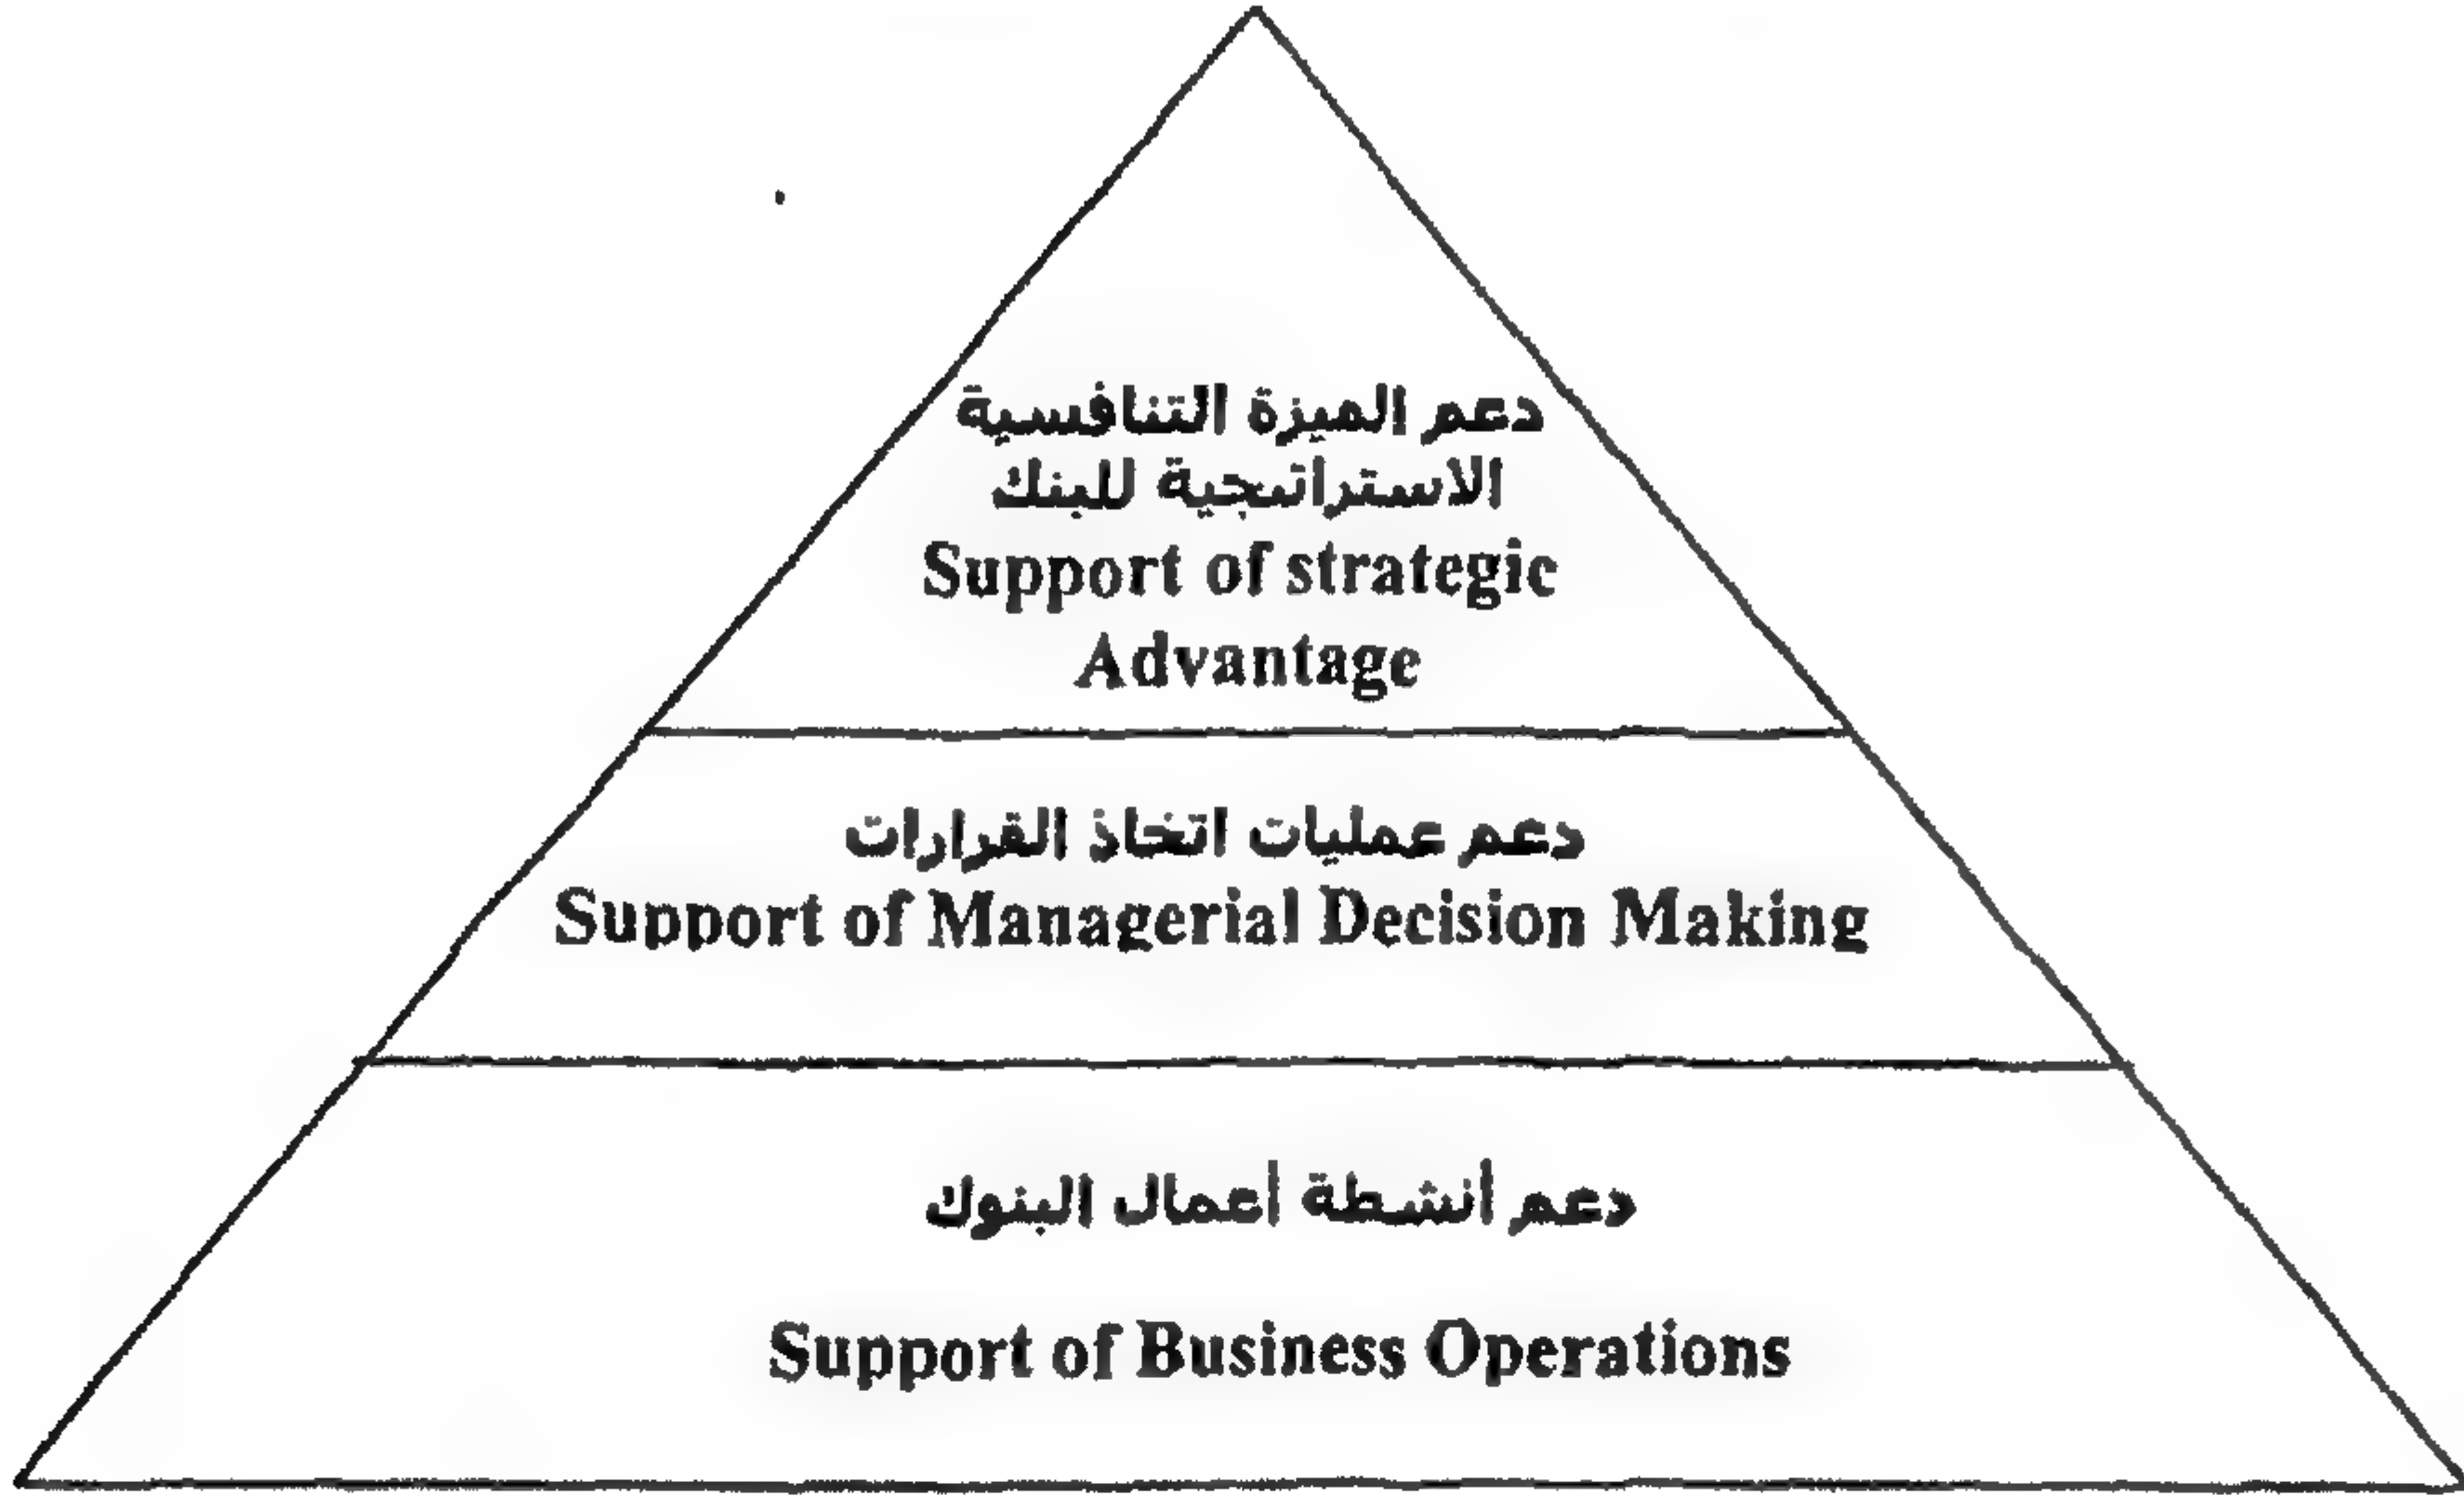 دعم الميزة التنافسية
الاستراتيجية للبنك
Support of strategic
Advantage
دعم عمليات اتخاذ القرارات
Support of Managerial Decision Making
دعم أنشطة أعمال البنوك
Support of Business Operations